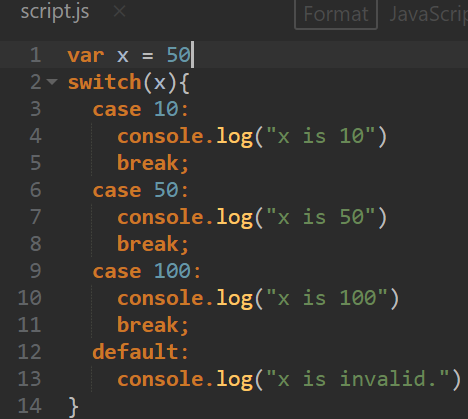 script.js × Format JavaScri
1 var x = 50
2 switch(x){
3 case 10:
4 console.log("x is 10")
5 break;
6 case 50:
7 console.log("x is 50")
8 break;
9 case 100:
10 console.log("x is 100")
11 break;
12 default:
13 console.log("x is invalid.")
14 }